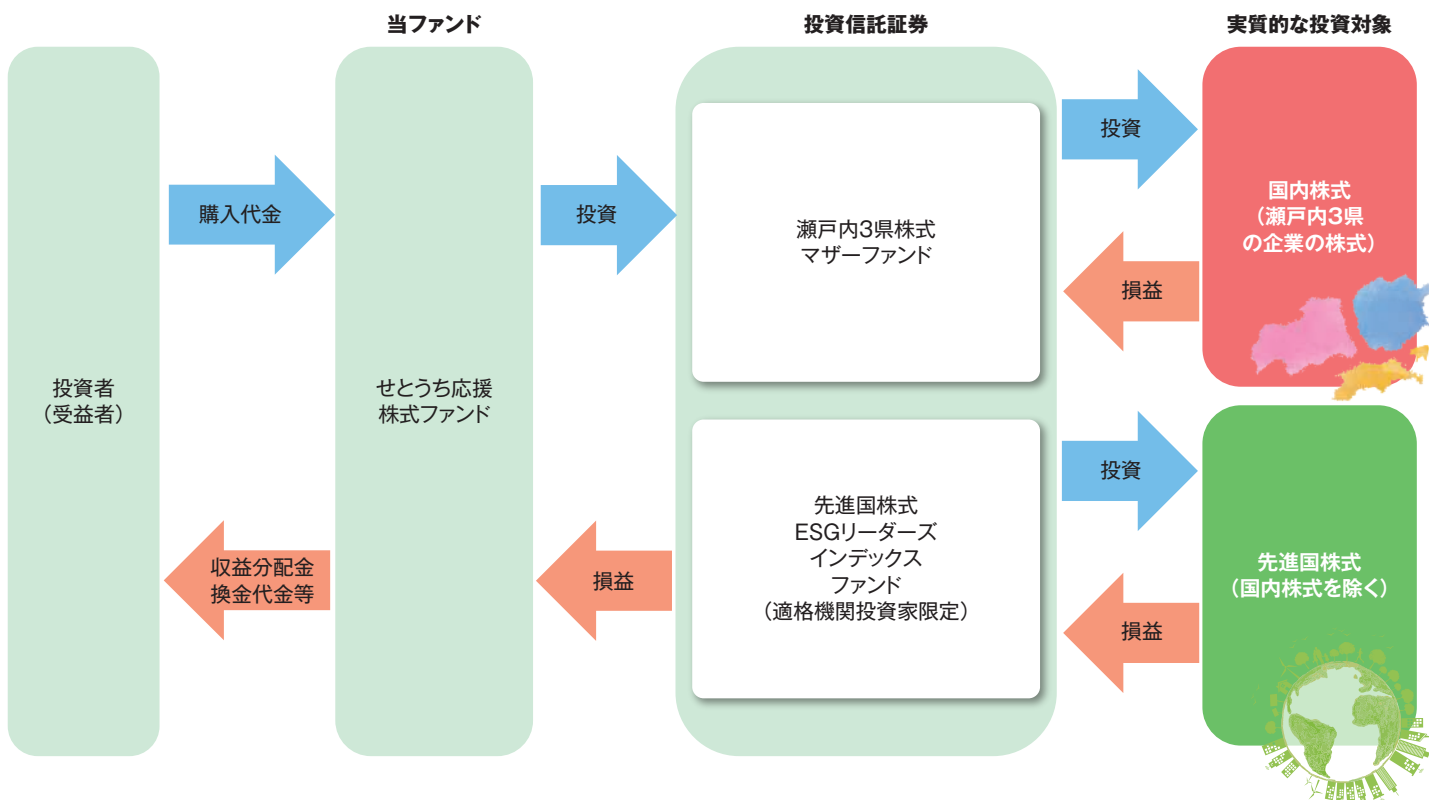 当ファンド
投資信託証券
実質的な投資対象
投資者
（受益者）
購入代金
収益分配金
換金代金等
せとうち応援
株式ファンド
投資
損益
瀬戸内3県株式
マザーファンド
先進国株式
ESGリーダーズ
インデックス
ファンド
（適格機関投資家限定）
投資
損益
投資
損益
国内株式
（瀬戸内3県
の企業の株式）
先進国株式
（国内株式を除く）